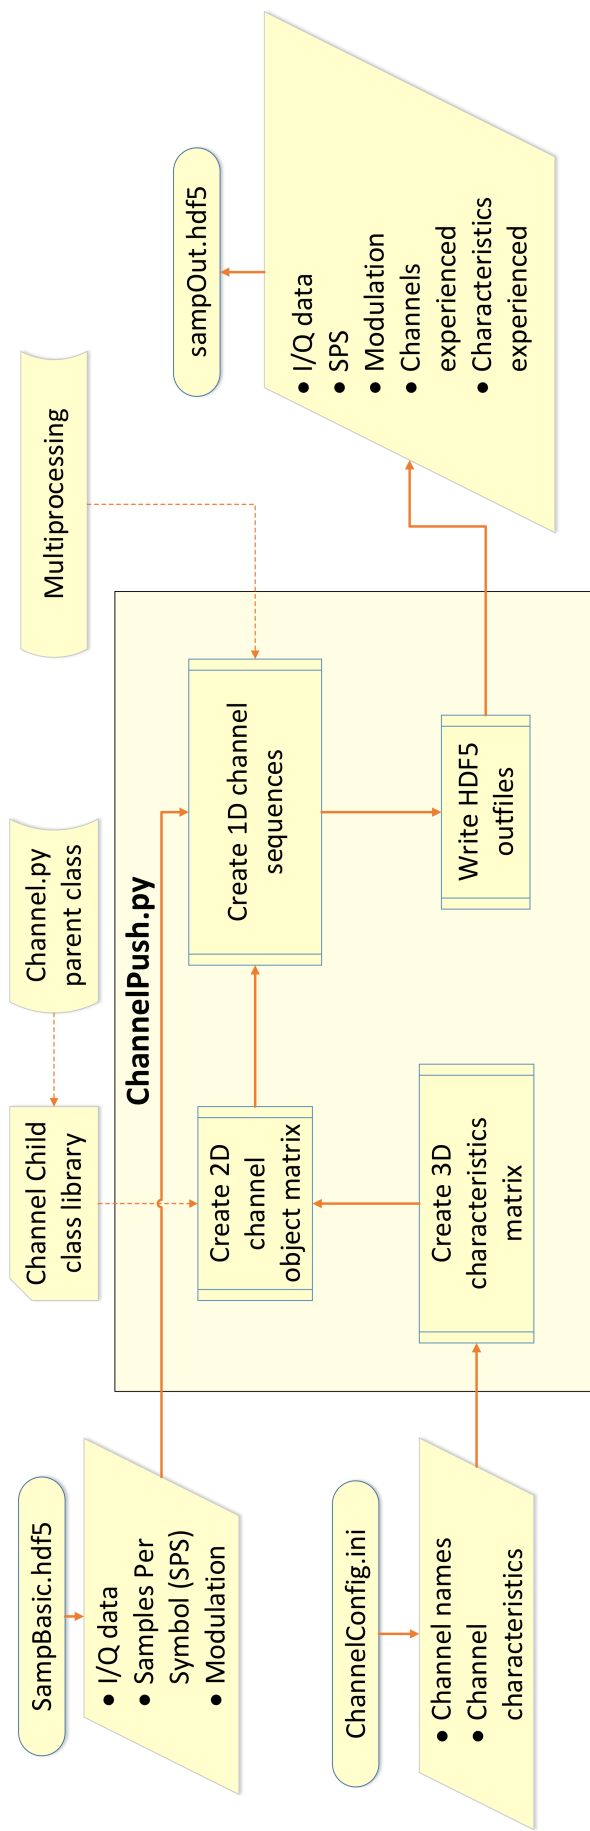 SampBasic.hdf5
● I/Q data
● Samples Per
Symbol (SPS)
● Modulation
ChannelConfig.ini
● Channel names
● Channel
characteristics
Channel Child
class library
Channel.py
parent class
Multiprocessing
ChannelPush.py
Create 2D
channel
object matrix
Create 3D
characteristics
matrix
Create 1D channel
sequences
Write HDF5
outfiles
sampOut.hdf5
● I/Q data
● SPS
● Modulation
● Channels
experienced
● Characteristics
experienced